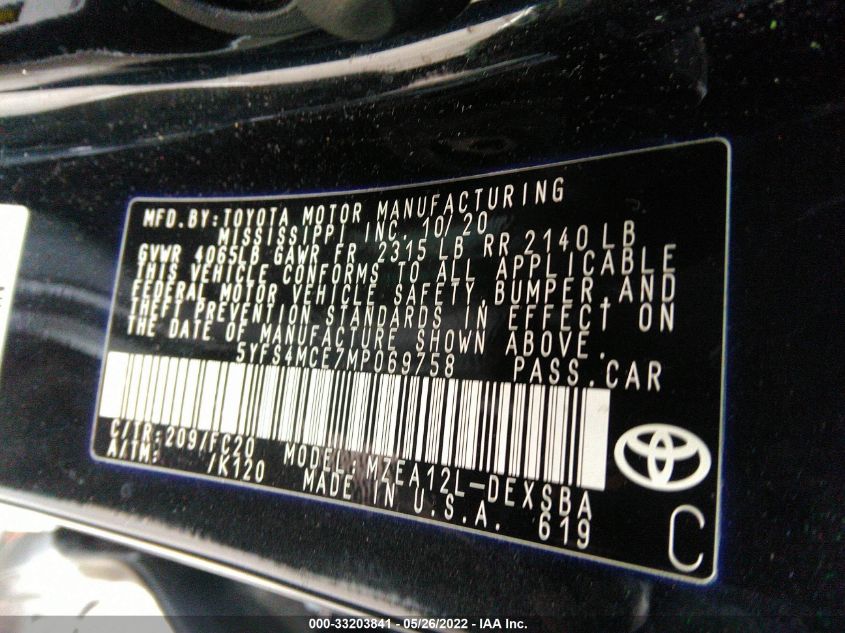 MFD.BY:TOYOTA MOTOR MANUFACTURING
MISSISSIPPI INC. 10/20
GVWR 4065LB GAWR FR 2315 LB RR 2140 LB
THIS VEHICLE CONFORMS TO ALL APPLICABLE
FEDERAL MOTOR VEHICLE SAFETY,BUMPER,AND
THEFT PREVENTION STANDARDS IN EFFECT ON
THE DATE OF MANUFACTURE SHOWN ABOVE.
5YFS4MCE7MP069758 PASS.CAR
C/TR:209/FC20 MODEL:MZEA12L-DEXSBA
A/TM: /K120 MADE IN U.S.A. 619
C
000-33203841 - 05/26/2022 - IAA Inc.